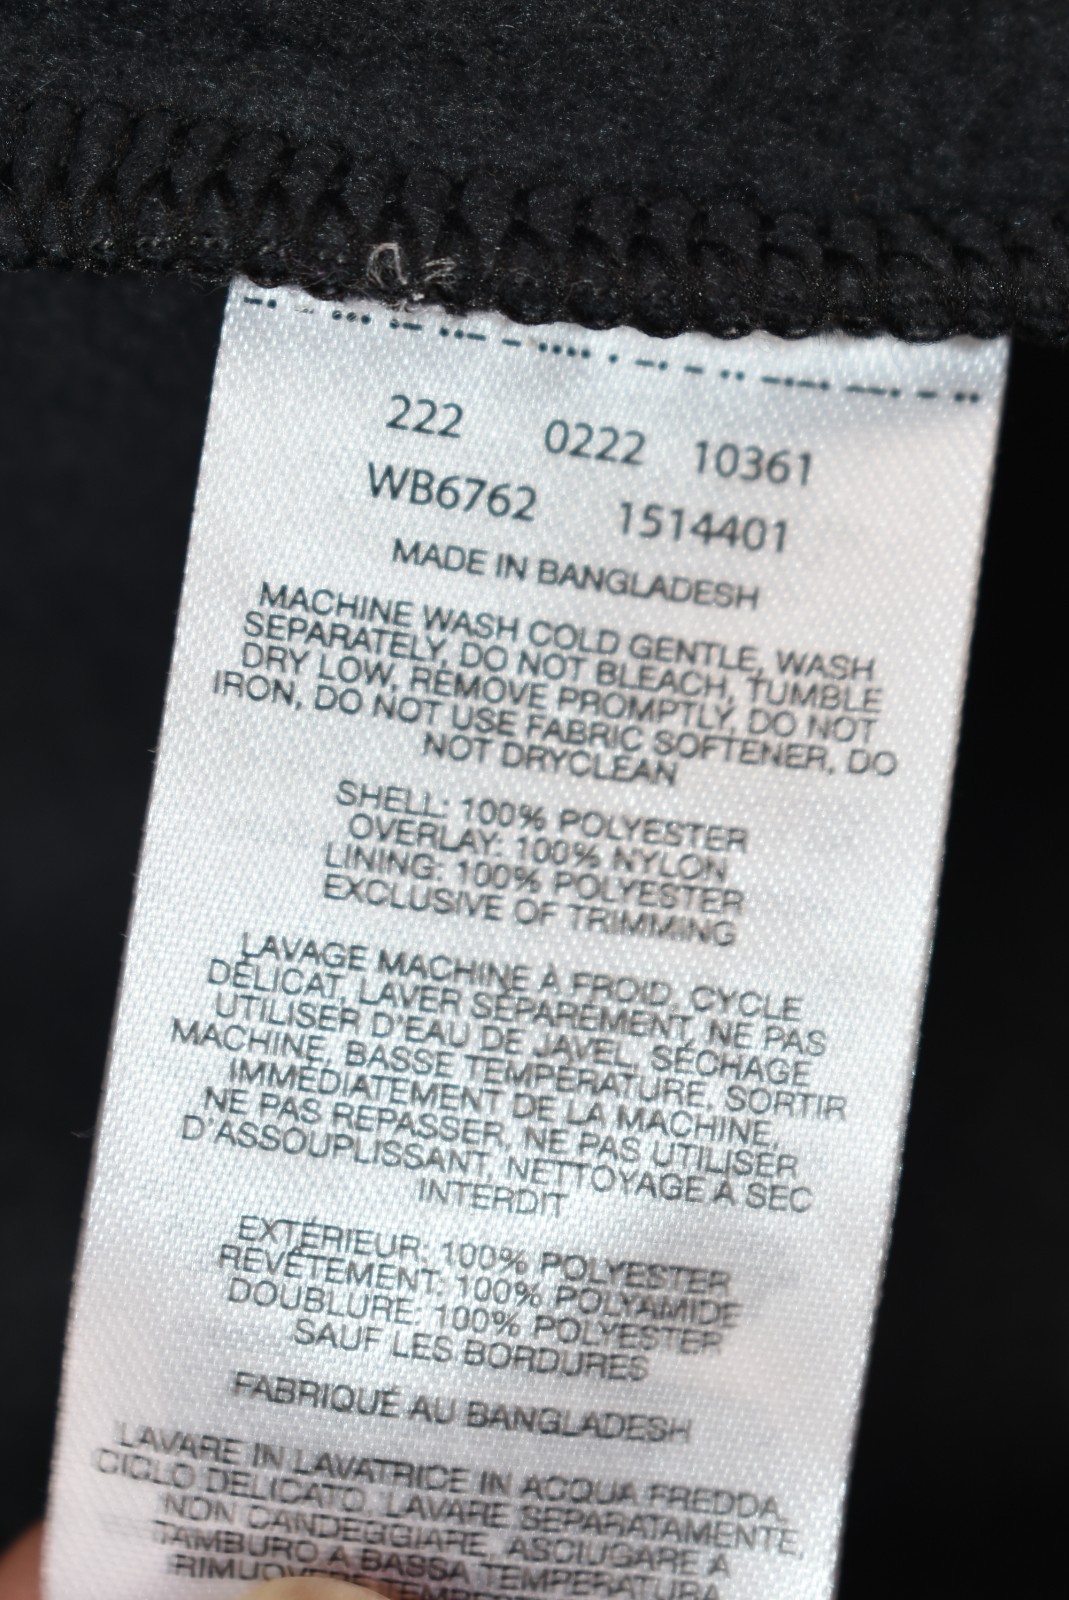 222 0222 10361
WB6762 1514401
MADE IN BANGLADESH
MACHINE WASH COLD GENTLE, WASH
SEPARATELY, DO NOT BLEACH, TUMBLE
DRY LOW, REMOVE PROMPTLY, DO NOT
IRON, DO NOT USE FABRIC SOFTENER, DO
NOT DRYCLEAN
SHELL: 100% POLYESTER
OVERLAY: 100% NYLON
LINING: 100% POLYESTER
EXCLUSIVE OF TRIMMING
LAVAGE MACHINE À FROID, CYCLE
DÉLICAT, LAVER SÉPARÉMENT, NE PAS
UTILISER D'EAU DE JAVEL, SÉCHAGE
MACHINE, BASSE TEMPÉRATURE, SORTIR
IMMÉDIATEMENT DE LA MACHINE,
NE PAS REPASSER, NE PAS UTILISER
D'ASSOUPLISSANT, NETTOYAGE À SEC
INTERDIT
EXTÉRIEUR: 100% POLYESTER
REVÊTEMENT: 100% POLYAMIDE
DOUBLURE: 100% POLYESTER
SAUF LES BORDURES
FABRIQUÉ AU BANGLADESH
LAVARE IN LAVATRICE IN ACQUA FREDDA,
CICLO DELICATO, LAVARE SEPARATAMENTE,
NON CANDEGGIARE, ASCIUGARE A
TAMBURO A BASSA TEMPERATURA